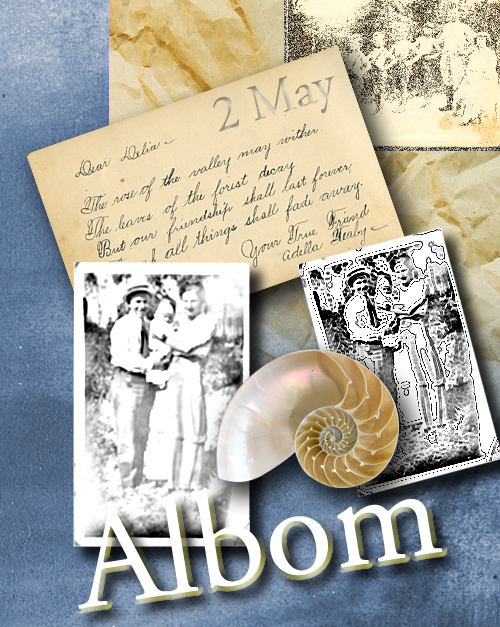 2 May
Dear Delia
The rose of the valley may wither
The leaves of the forest decay
But our friendship shall last forever,
all things shall fade away.
Your True Friend
Adella
Albom